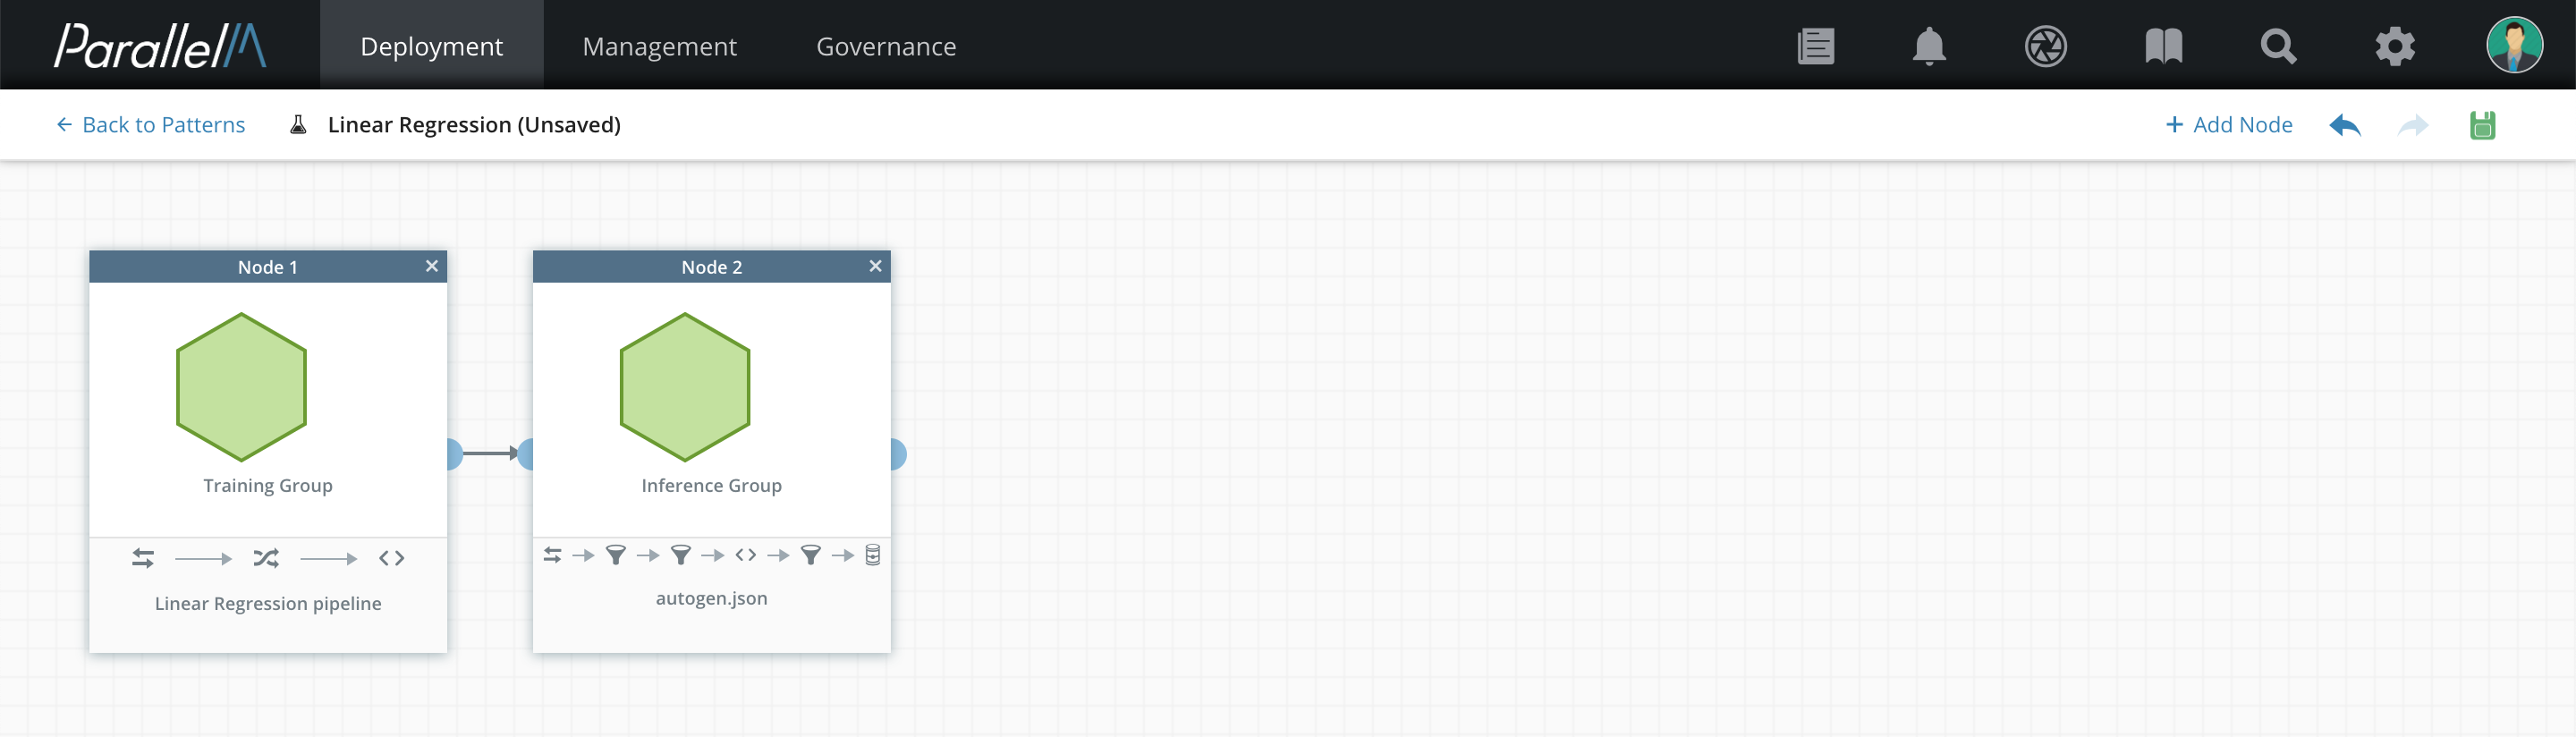 ParallelM
Deployment
Management
Governance
Back to Patterns
Linear Regression (Unsaved)
+ Add Node
Node 1
Node 2
Training Group
Inference Group
Linear Regression pipeline
autogen.json